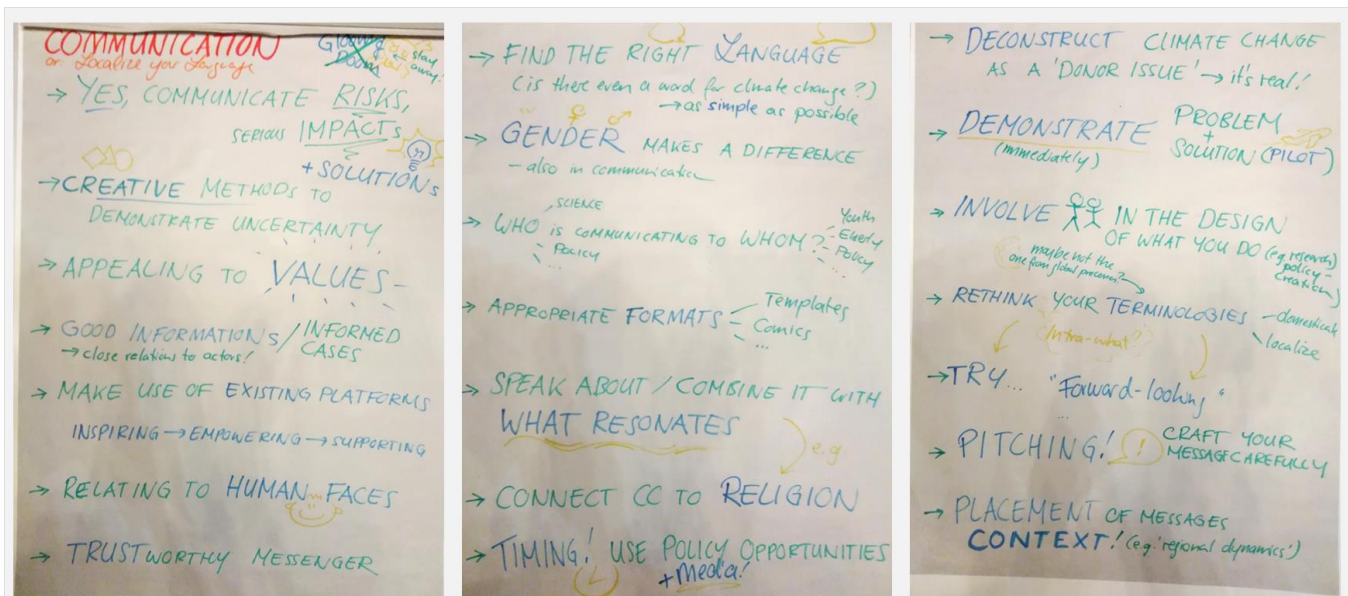 COMMUNICATION
or: Localize your Language
Gloom &
Doom
stay
away!
→ YES, COMMUNICATE RISKS,
SERIOUS IMPACTS
+ SOLUTIONS
→ CREATIVE METHODS TO
DEMONSTRATE UNCERTAINTY
→ APPEALING TO VALUES
→ GOOD INFORMATIONS / INFORMED
CASES
→ close relations to actors!
→ MAKE USE OF EXISTING PLATFORMS
INSPIRING → EMPOWERING → SUPPORTING
→ RELATING TO HUMAN FACES
→ TRUSTWORTHY MESSENGER
→ FIND THE RIGHT LANGUAGE
(is there even a word for climate change?)
→ as simple as possible
→ GENDER MAKES A DIFFERENCE
- also in communication
→ WHO IS COMMUNICATING TO WHOM?
SCIENCE
Policy
...
Youth
Elderly
Policy
...
→ APPROPRIATE FORMATS
Templates
Comics
...
→ SPEAK ABOUT / COMBINE IT WITH
WHAT RESONATES
e.g.
→ CONNECT CC TO RELIGION
→ TIMING! USE POLICY OPPORTUNITIES
+ Media!
→ DECONSTRUCT CLIMATE CHANGE
AS A 'DONOR ISSUE' → it's real!
→ DEMONSTRATE
(immediately)
PROBLEM
+
SOLUTION (PILOT)
→ INVOLVE IN THE DESIGN
OF WHAT YOU DO (e.g. research,
policy-
creation)
maybe not the
one from global processes?
→ RETHINK YOUR TERMINOLOGIES
- domesticate
localize
Intra-what?
→ TRY... "Forward-looking"
...
→ PITCHING! ! CRAFT YOUR
MESSAGE CAREFULLY
→ PLACEMENT OF MESSAGES
CONTEXT! (e.g. 'regional dynamics')